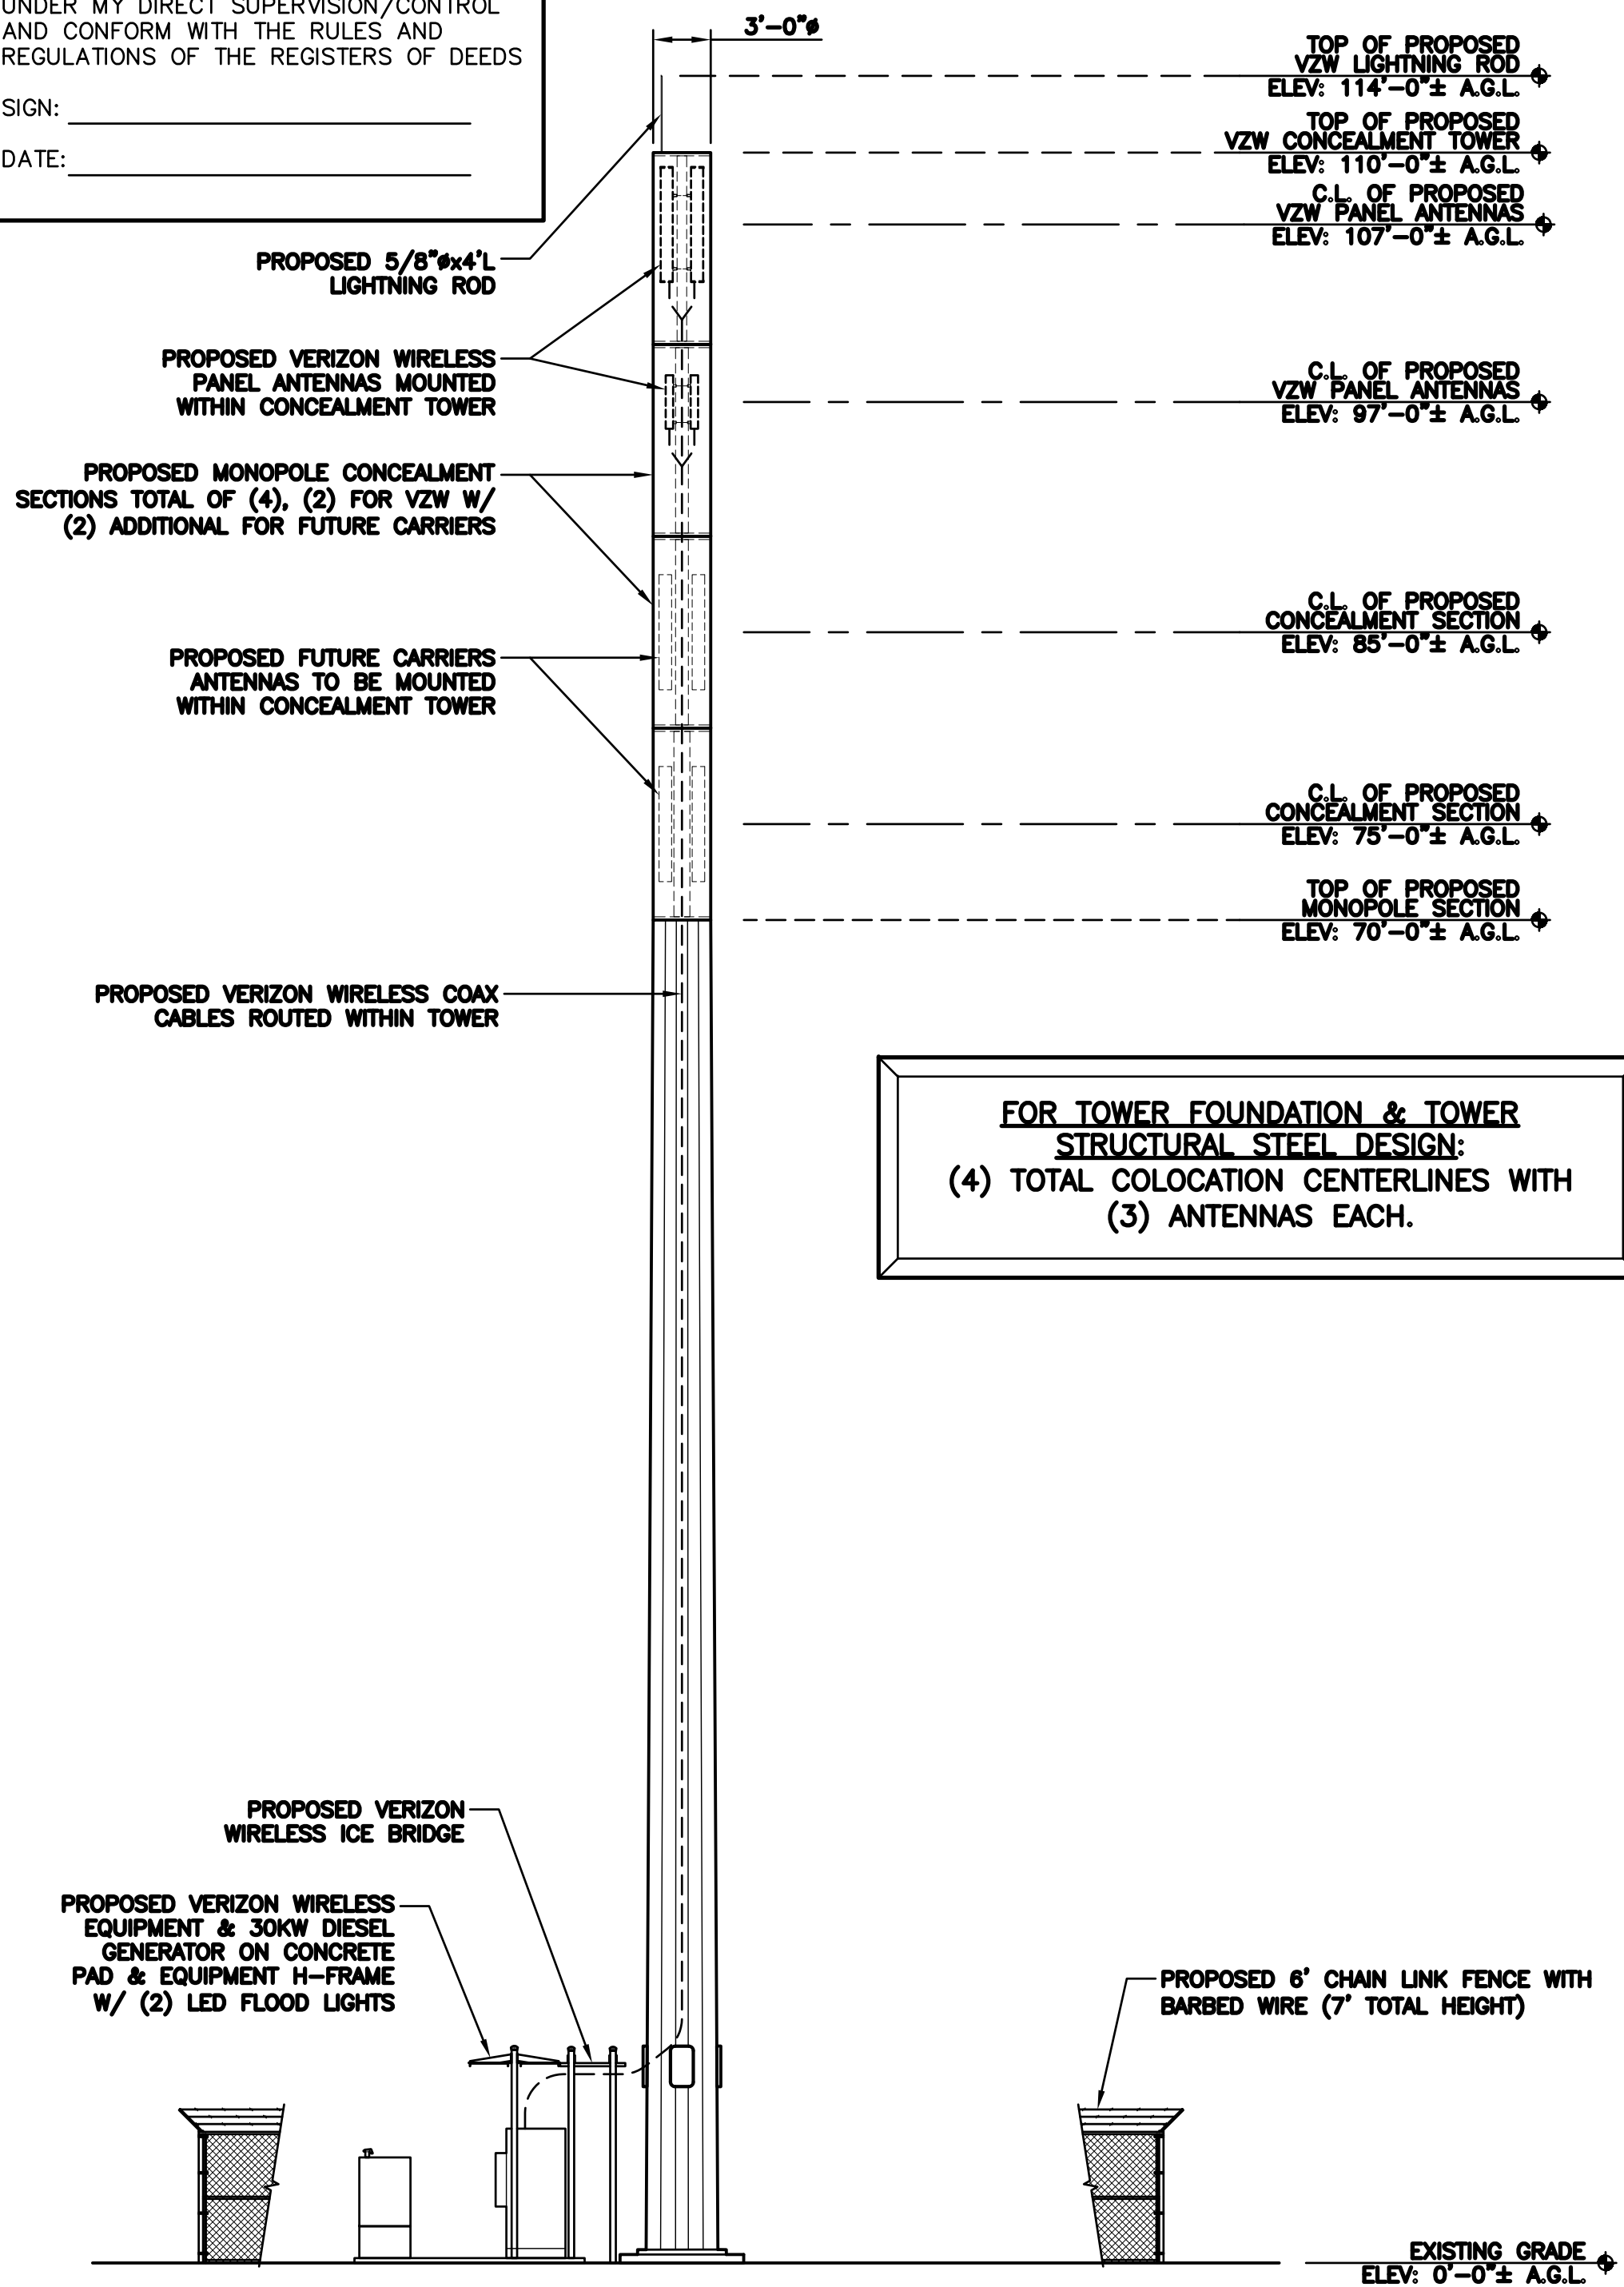 UNDER MY DIRECT SUPERVISION/CONTROL
AND CONFORM WITH THE RULES AND
REGULATIONS OF THE REGISTERS OF DEEDS
SIGN:
DATE:
3'-0"ø
TOP OF PROPOSED
VZW LIGHTNING ROD
ELEV: 114'-0"± A.G.L.
TOP OF PROPOSED
VZW CONCEALMENT TOWER
ELEV: 110'-0"± A.G.L.
C.L. OF PROPOSED
VZW PANEL ANTENNAS
ELEV: 107'-0"± A.G.L.
PROPOSED 5/8"øx4'L
LIGHTNING ROD
PROPOSED VERIZON WIRELESS
PANEL ANTENNAS MOUNTED
WITHIN CONCEALMENT TOWER
C.L. OF PROPOSED
VZW PANEL ANTENNAS
ELEV: 97'-0"± A.G.L.
PROPOSED MONOPOLE CONCEALMENT
SECTIONS TOTAL OF (4), (2) FOR VZW W/
(2) ADDITIONAL FOR FUTURE CARRIERS
C.L. OF PROPOSED
CONCEALMENT SECTION
ELEV: 85'-0"± A.G.L.
PROPOSED FUTURE CARRIERS
ANTENNAS TO BE MOUNTED
WITHIN CONCEALMENT TOWER
C.L. OF PROPOSED
CONCEALMENT SECTION
ELEV: 75'-0"± A.G.L.
TOP OF PROPOSED
MONOPOLE SECTION
ELEV: 70'-0"± A.G.L.
PROPOSED VERIZON WIRELESS COAX
CABLES ROUTED WITHIN TOWER
FOR TOWER FOUNDATION & TOWER
STRUCTURAL STEEL DESIGN:
(4) TOTAL COLOCATION CENTERLINES WITH
(3) ANTENNAS EACH.
PROPOSED VERIZON
WIRELESS ICE BRIDGE
PROPOSED VERIZON WIRELESS
EQUIPMENT & 30KW DIESEL
GENERATOR ON CONCRETE
PAD & EQUIPMENT H-FRAME
W/ (2) LED FLOOD LIGHTS
PROPOSED 6' CHAIN LINK FENCE WITH
BARBED WIRE (7' TOTAL HEIGHT)
EXISTING GRADE
ELEV: 0'-0"± A.G.L.